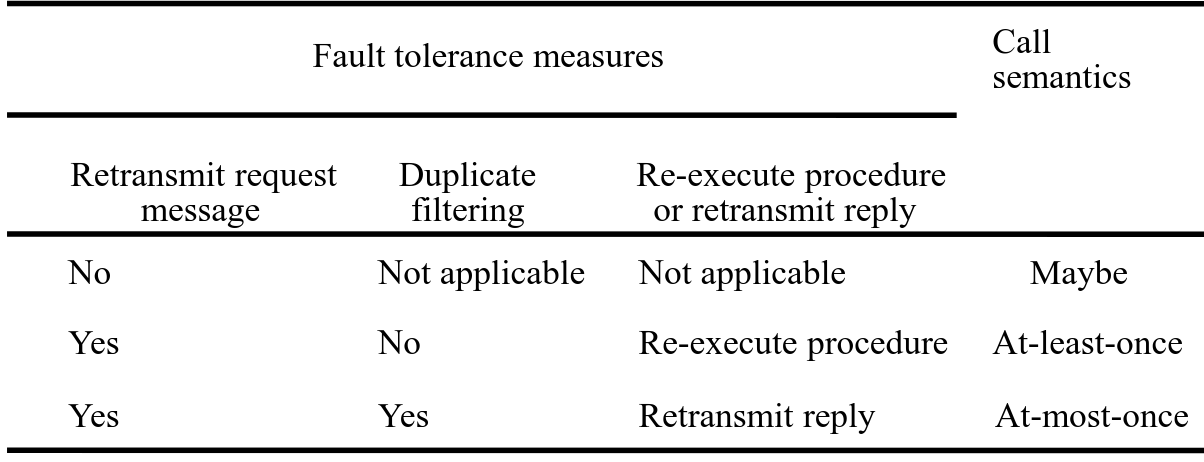 Fault tolerance measures
Call
semantics
Retransmit request
message
Duplicate
filtering
Re-execute procedure
or retransmit reply
No Not applicable Not applicable Maybe
Yes No Re-execute procedure At-least-once
Yes Yes Retransmit reply At-most-once